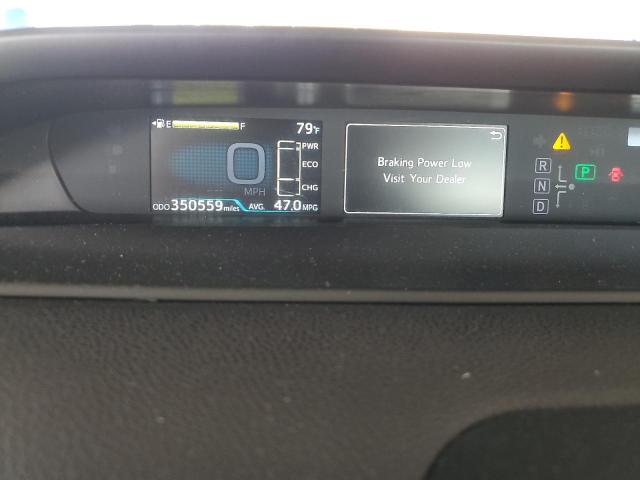 E F 79°F
0
MPH
PWR
ECO
CHG
ODO 350559 miles AVG. 47.0 MPG
Braking Power Low
Visit Your Dealer
R
N
D
P